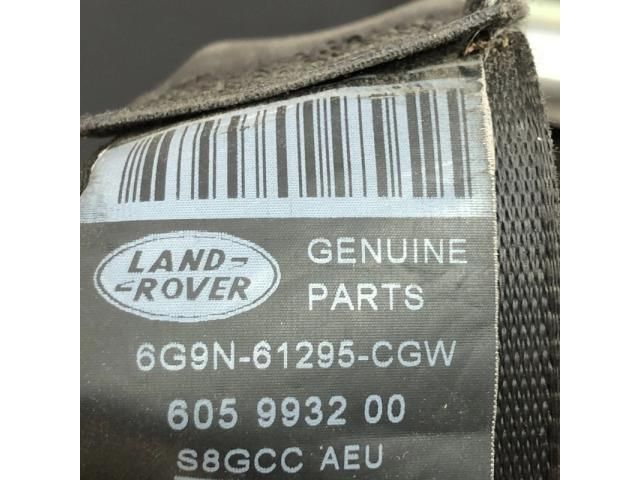 LAND-
-ROVER
GENUINE
PARTS
6G9N-61295-CGW
605 9932 00
S8GCC AEU